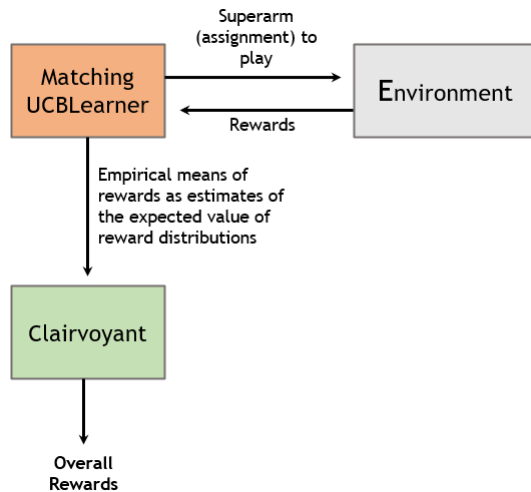 Superarm
(assignment) to
play
Matching
UCBLearner
Environment
Rewards
Empirical means of
rewards as estimates of
the expected value of
reward distributions
Clairvoyant
Overall
Rewards